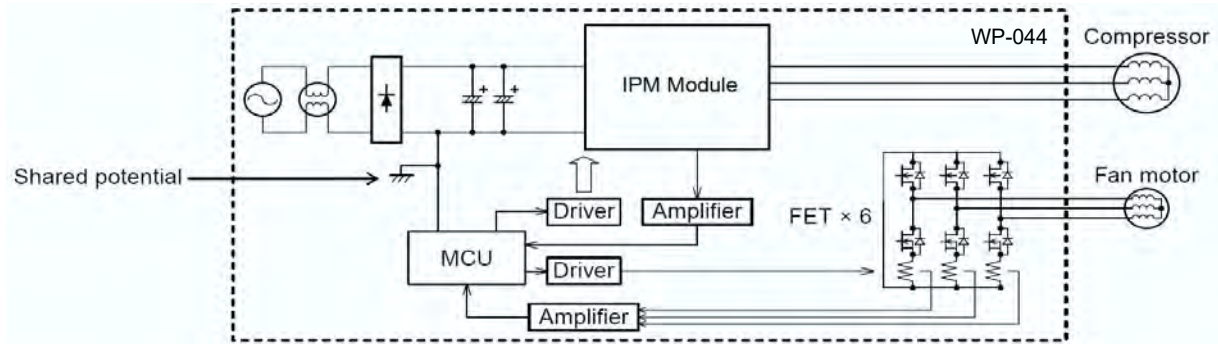 WP-044
Compressor
IPM Module
Shared potential
Fan motor
Driver
Amplifier
FET × 6
MCU
Driver
Amplifier